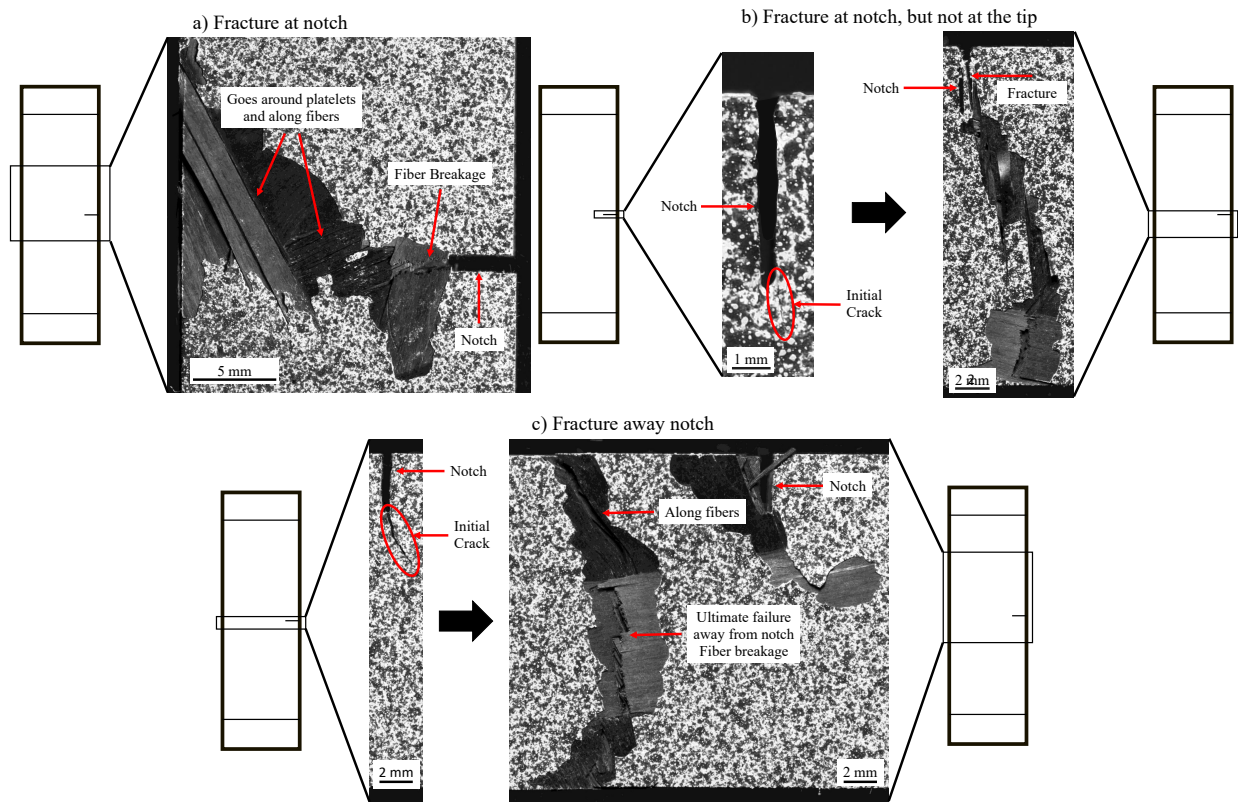 a) Fracture at notch
Goes around platelets
and along fibers
Fiber Breakage
Notch
5 mm
b) Fracture at notch, but not at the tip
Notch
Initial
Crack
1 mm
Notch
Fracture
2 mm
2
c) Fracture away notch
Notch
Initial
Crack
2 mm
Along fibers
Notch
Ultimate failure
away from notch
Fiber breakage
2 mm